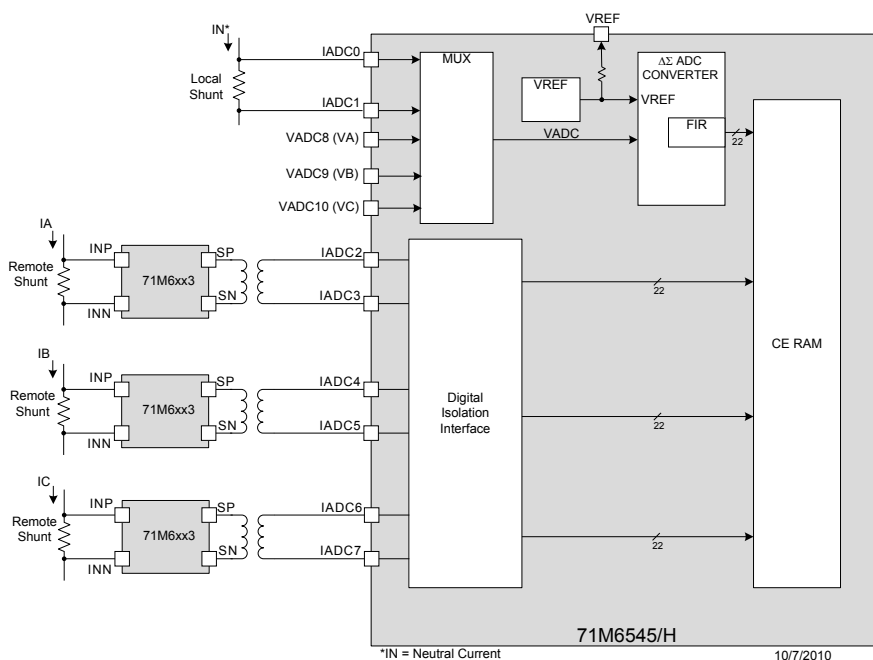 VREF
IN*
IADC0
MUX
ΔΣ ADC
CONVERTER
Local
Shunt
VREF
VREF
IADC1
FIR
VADC8 (VA)
VADC
22
VADC9 (VB)
VADC10 (VC)
IA
INP
SP
IADC2
Remote
Shunt
71M6xx3
22
INN
SN
IADC3
CE RAM
IB
INP
SP
IADC4
Remote
Shunt
71M6xx3
Digital
Isolation
Interface
22
INN
SN
IADC5
IC
INP
SP
IADC6
Remote
Shunt
71M6xx3
22
INN
SN
IADC7
71M6545/H
*IN = Neutral Current
10/7/2010